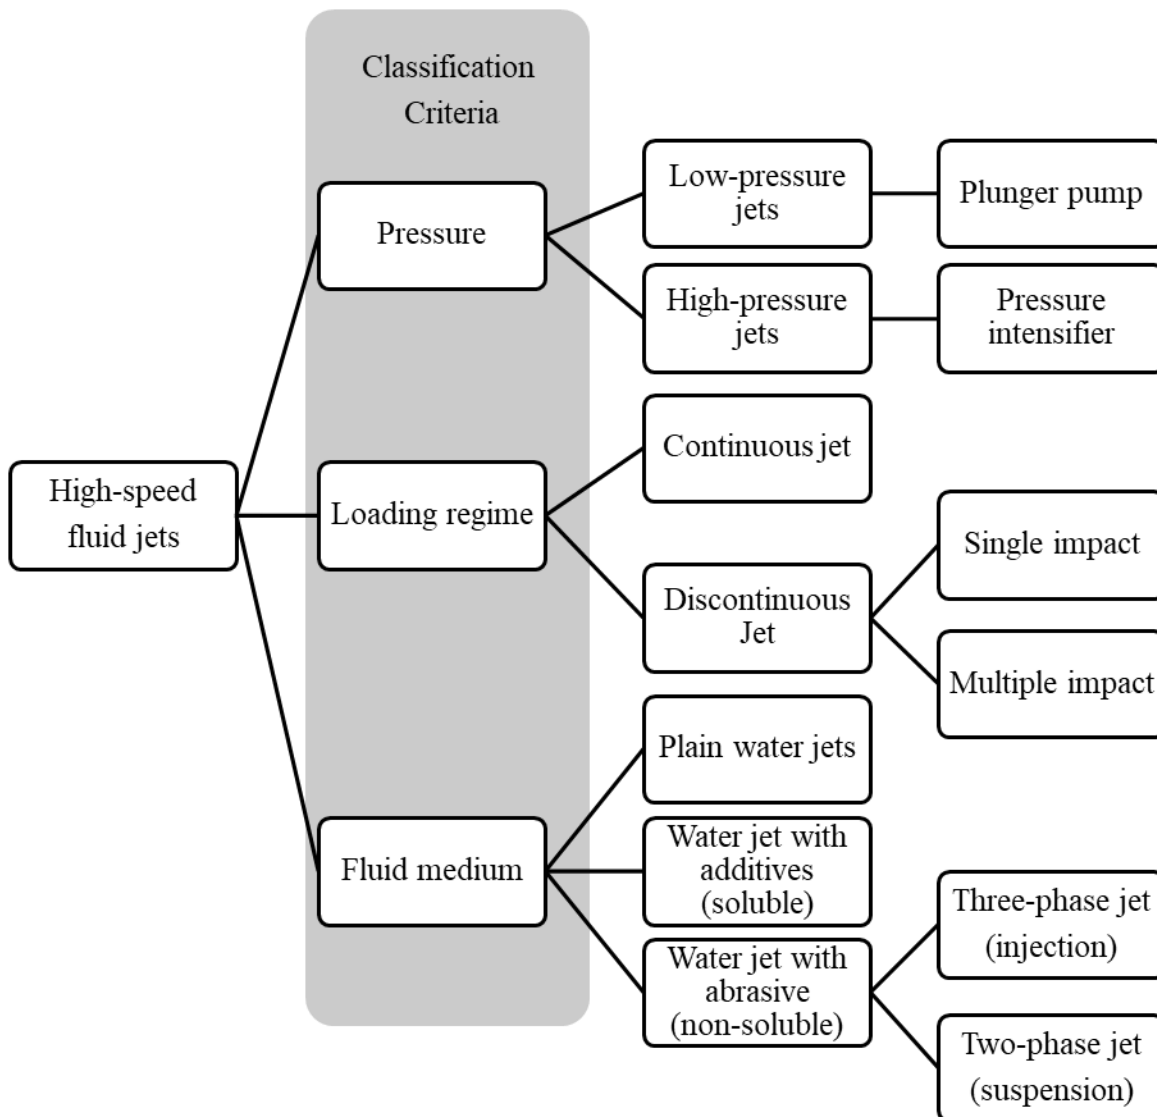 Classification
Criteria
Low-pressure
jets
Plunger pump
Pressure
High-pressure
jets
Pressure
intensifier
Continuous jet
High-speed
fluid jets
Loading regime
Single impact
Discontinuous
Jet
Multiple impact
Plain water jets
Fluid medium
Water jet with
additives
(soluble)
Three-phase jet
(injection)
Water jet with
abrasive
(non-soluble)
Two-phase jet
(suspension)